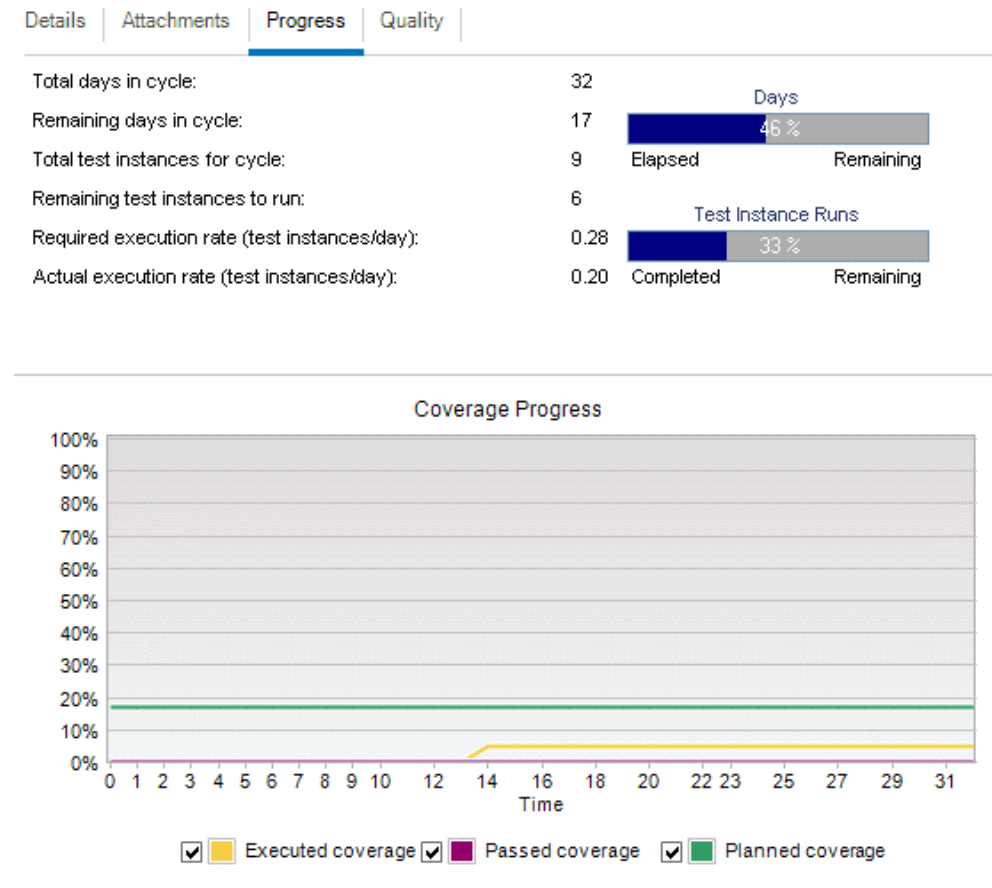 Details Attachments Progress Quality
Total days in cycle: 32
Days
Remaining days in cycle: 17
46 %
Total test instances for cycle: 9
Elapsed Remaining
Remaining test instances to run: 6
Test Instance Runs
Required execution rate (test instances/day): 0.28
33 %
Actual execution rate (test instances/day): 0.20
Completed Remaining
Coverage Progress
100%
90%
80%
70%
60%
50%
40%
30%
20%
10%
0%
0 1 2 3 4 5 6 7 8 9 10 12 14 16 18 20 22 23 25 27 29 31
Time
Executed coverage Passed coverage Planned coverage